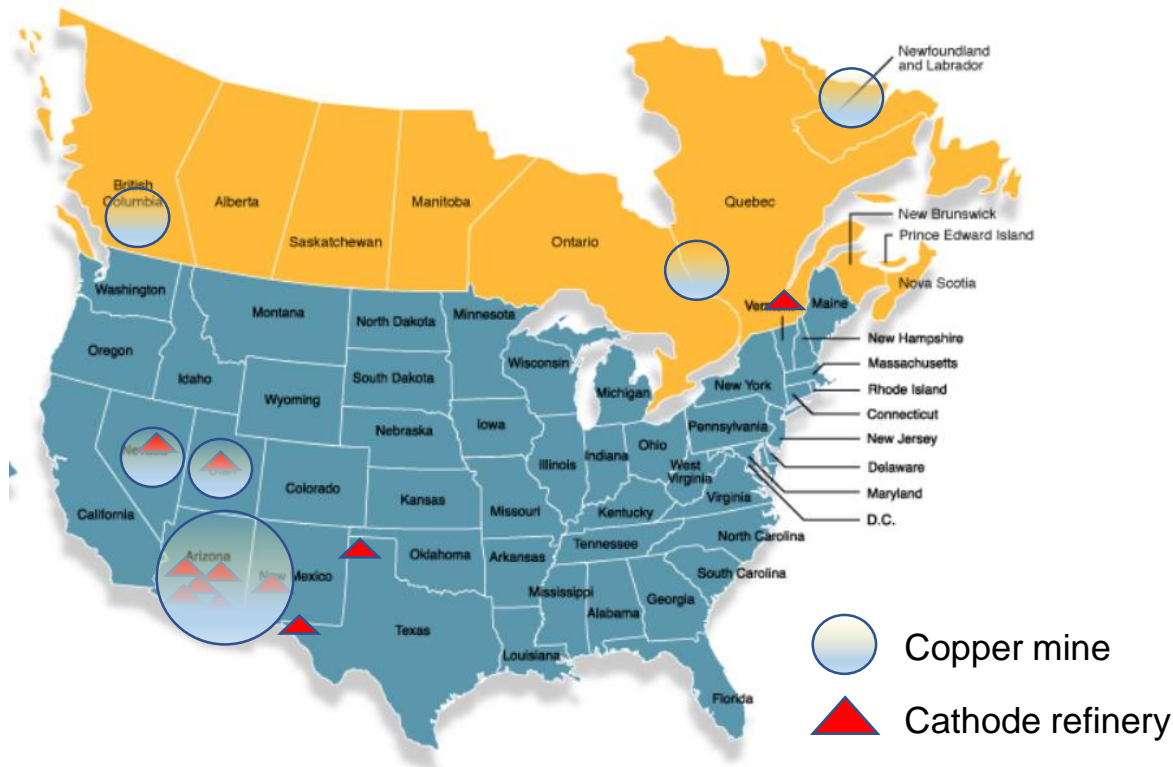 Newfoundland
and Labrador
British
Columbia
Alberta
Saskatchewan
Manitoba
Ontario
Quebec
New Brunswick
Prince Edward Island
Nova Scotia
Washington
Montana
North Dakota
Minnesota
Vermont
Maine
Oregon
Idaho
Wyoming
South Dakota
Wisconsin
Michigan
New York
New Hampshire
Massachusetts
Rhode Island
Connecticut
New Jersey
Delaware
Maryland
D.C.
Nevada
Utah
California
Colorado
Nebraska
Iowa
Kansas
Missouri
Illinois
Indiana
Ohio
Pennsylvania
West
Virginia
Virginia
Kentucky
North Carolina
Tennessee
South Carolina
Arizona
New Mexico
Oklahoma
Arkansas
Texas
Louisiana
Mississippi
Alabama
Georgia
Florida
Copper mine
Cathode refinery